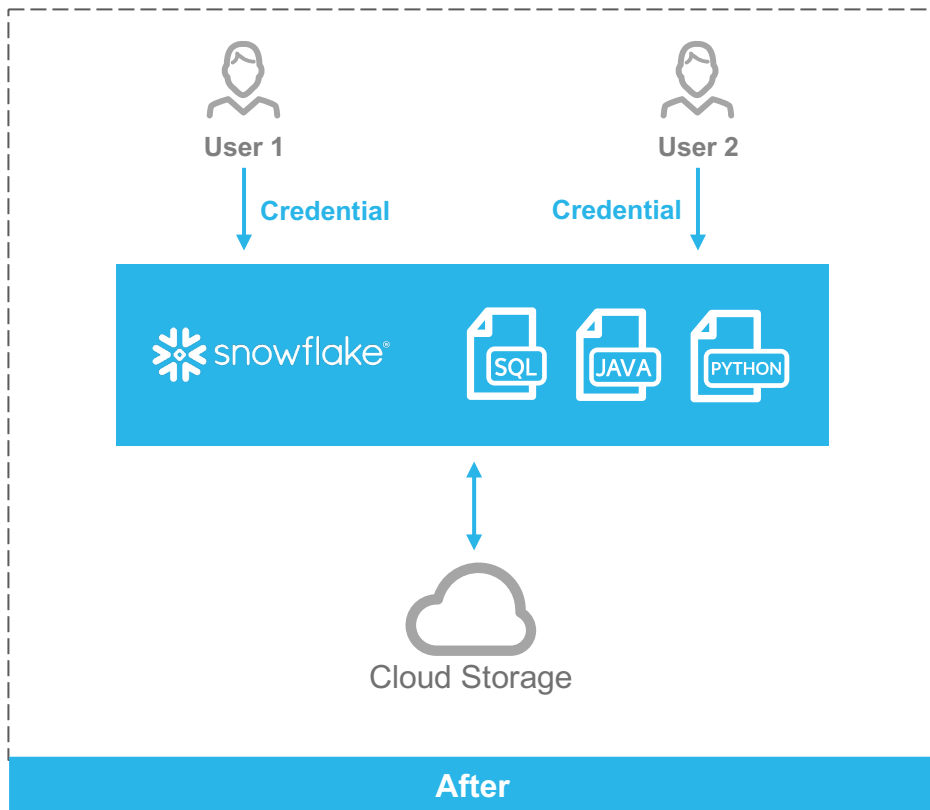 User 1
User 2
Credential
Credential
snowflake®
SQL
JAVA
PYTHON
Cloud Storage
After